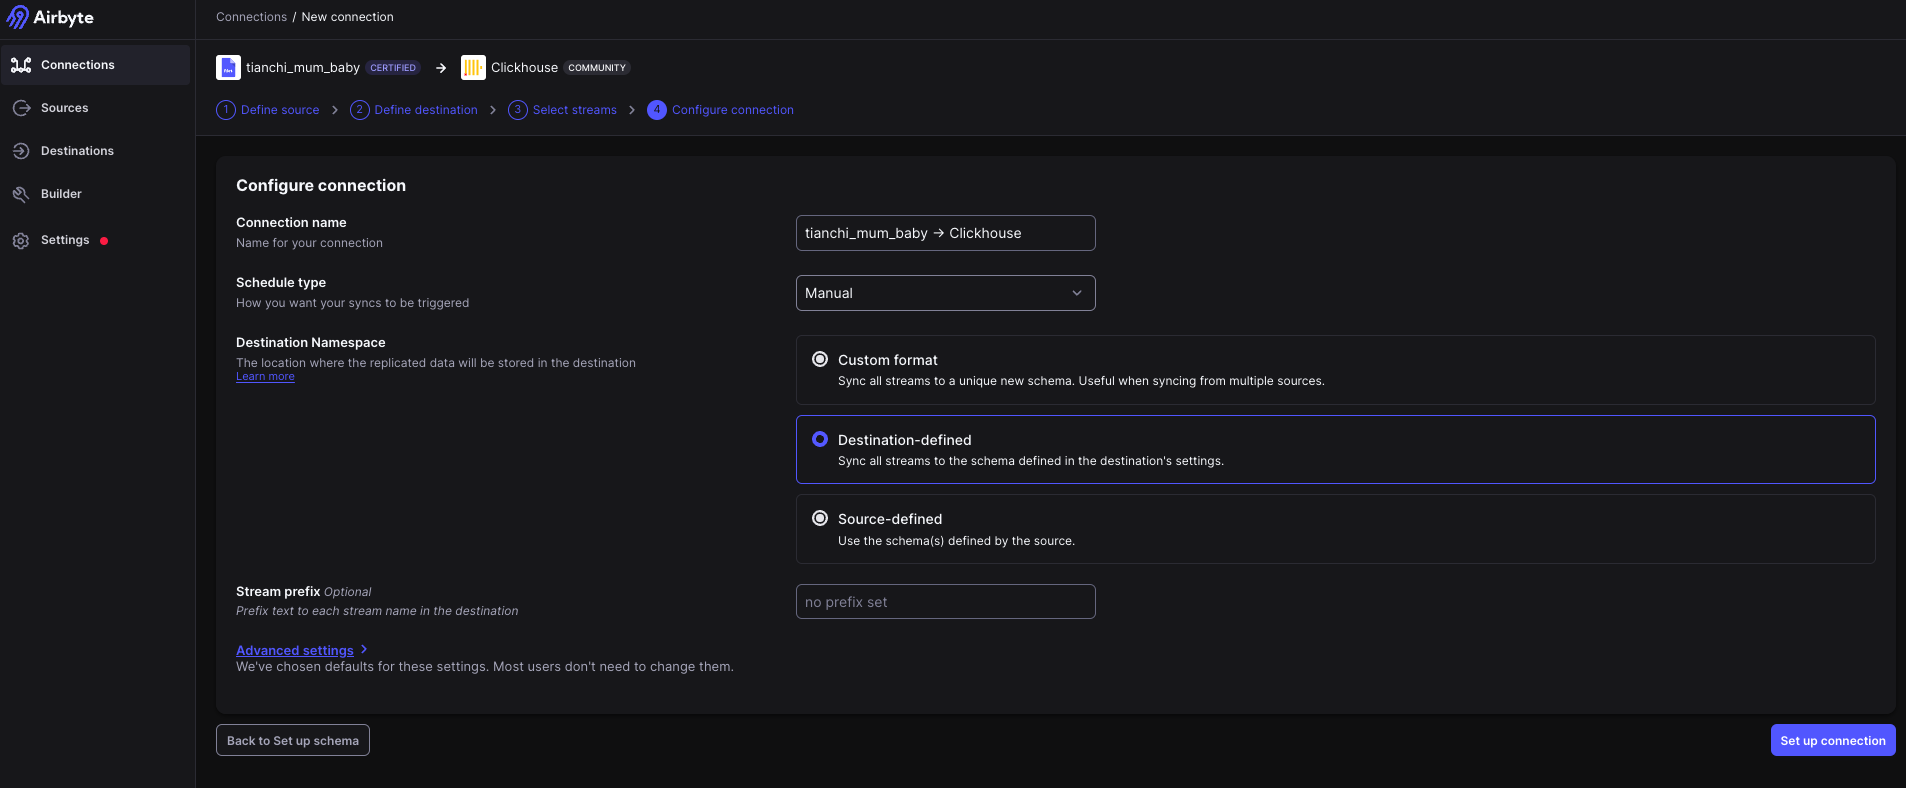 Airbyte
Connections / New connection
Connections
Sources
Destinations
Builder
Settings
tianchi_mum_baby CERTIFIED → Clickhouse COMMUNITY
1 Define source > 2 Define destination > 3 Select streams > 4 Configure connection
Configure connection
Connection name
Name for your connection
tianchi_mum_baby → Clickhouse
Schedule type
How you want your syncs to be triggered
Manual
Destination Namespace
The location where the replicated data will be stored in the destination
Learn more
Custom format
Sync all streams to a unique new schema. Useful when syncing from multiple sources.
Destination-defined
Sync all streams to the schema defined in the destination's settings.
Source-defined
Use the schema(s) defined by the source.
Stream prefix Optional
Prefix text to each stream name in the destination
no prefix set
Advanced settings >
We've chosen defaults for these settings. Most users don't need to change them.
Back to Set up schema
Set up connection